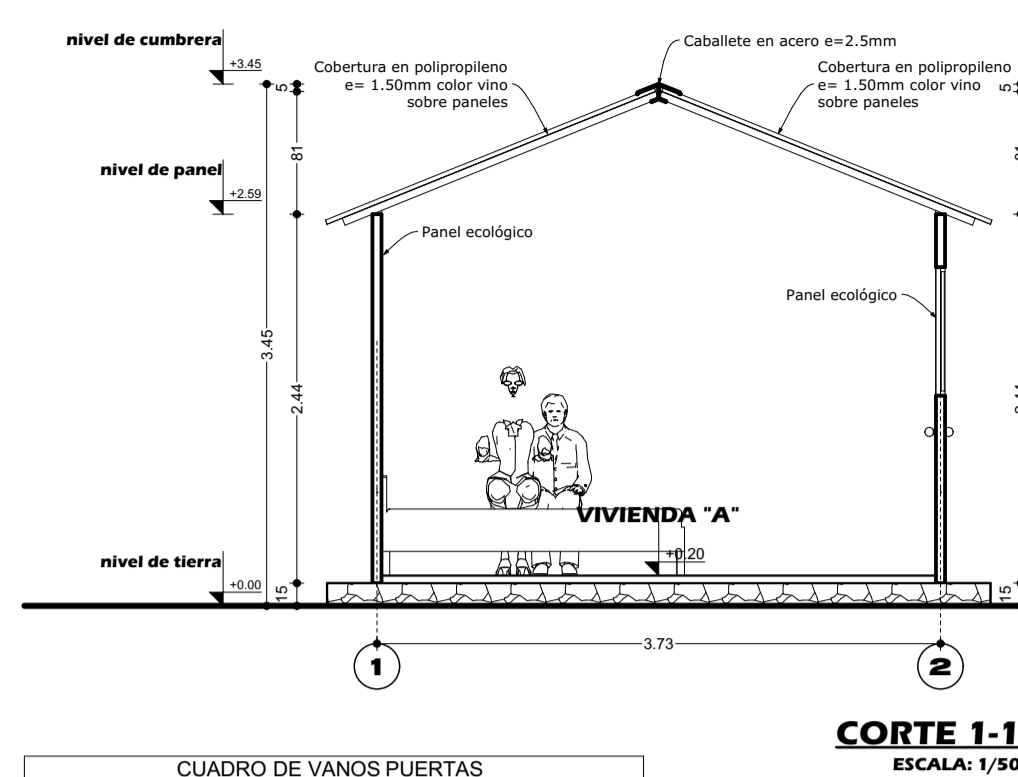 nivel de cumbrera
+3.45
Caballete en acero e=2.5mm
Cobertura en polipropileno
e= 1.50mm color vino
sobre paneles
Cobertura en polipropileno
e= 1.50mm color vino
sobre paneles
5
5
81
nivel de panel
+2.59
Panel ecológico
Panel ecológico
3.45
2.44
VIVIENDA "A"
+0.20
nivel de tierra
+0.00
15
15
3.73
1
2
CORTE 1-1
ESCALA: 1/50
CUADRO DE VANOS PUERTAS